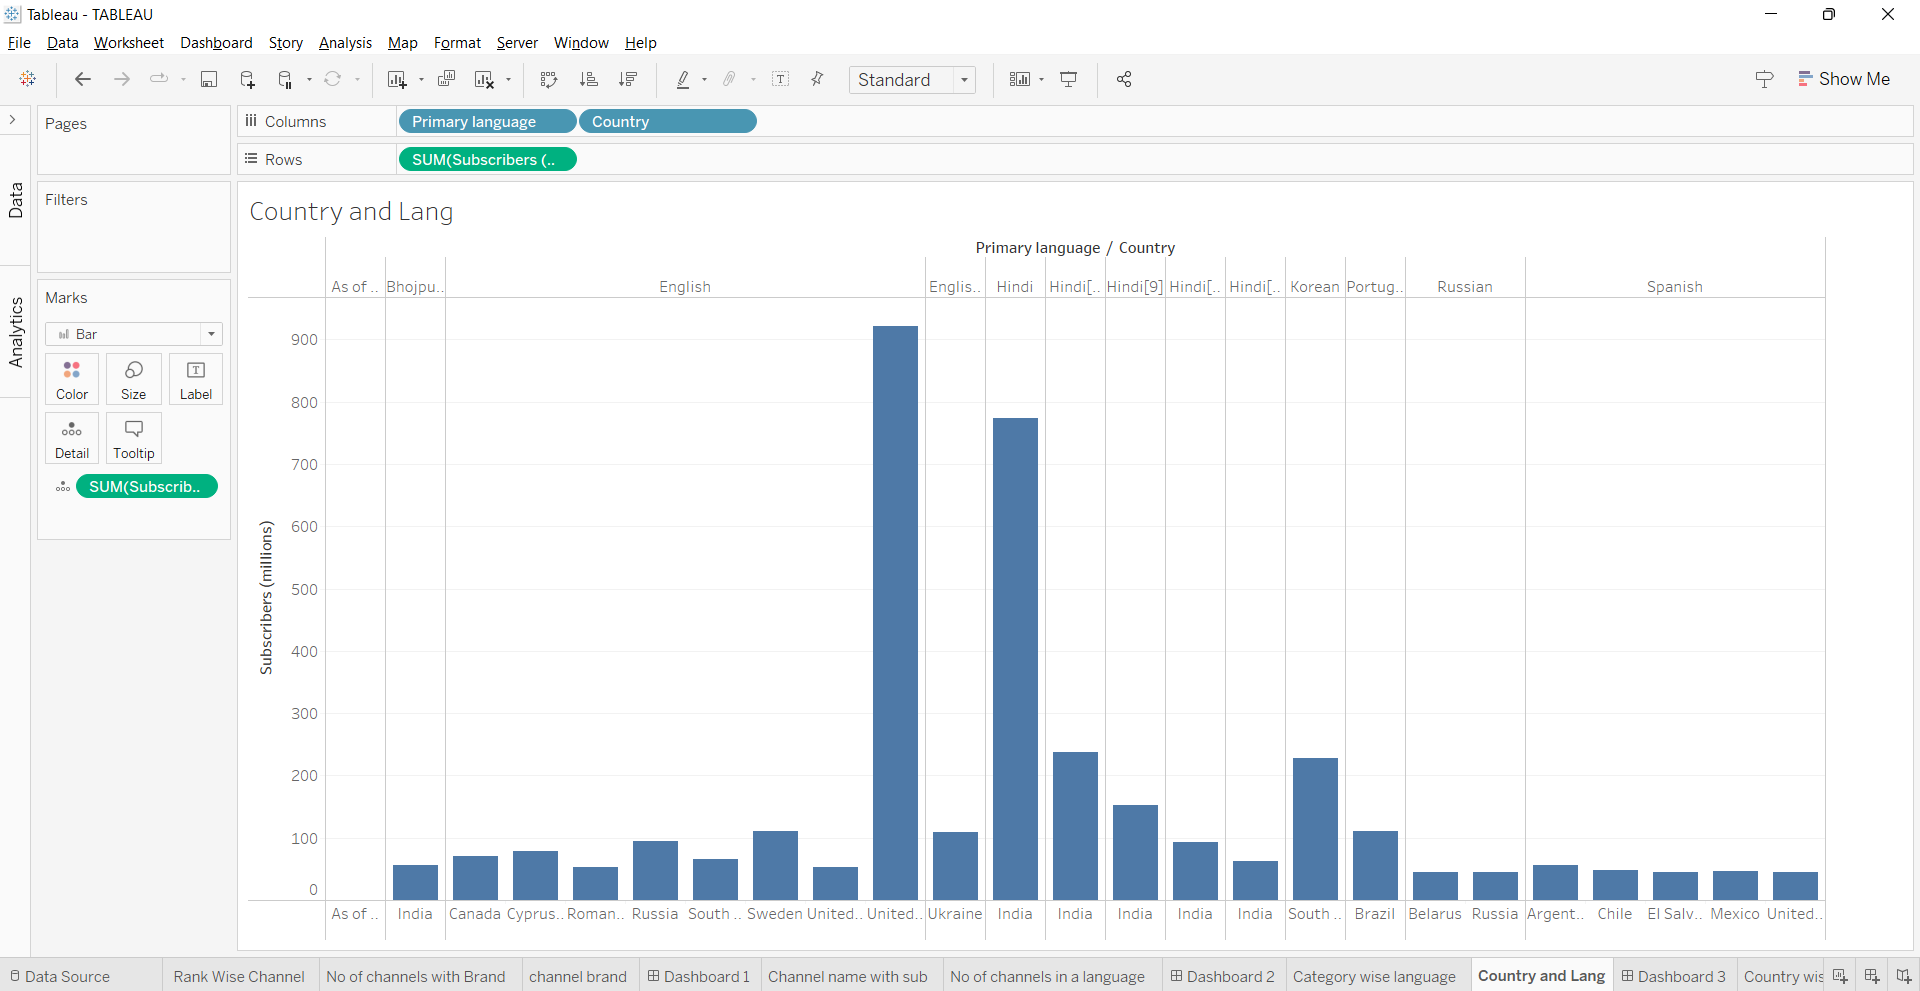 Tableau - TABLEAU
File Data Worksheet Dashboard Story Analysis Map Format Server Window Help
Standard
Show Me
Data
Analytics
Pages
Filters
Marks
Bar
Color Size Label
Detail Tooltip
SUM(Subscrib..
Columns Primary language Country
Rows SUM(Subscribers (..
Country and Lang
Primary language / Country
As of .. Bhojpu.. English Englis.. Hindi Hindi[.. Hindi[9] Hindi[.. Hindi[.. Korean Portug.. Russian Spanish
Subscribers (millions)
900
800
700
600
500
400
300
200
100
0
As of .. India Canada Cyprus.. Roman.. Russia South .. Sweden United.. United.. Ukraine India India India India India South .. Brazil Belarus Russia Argent.. Chile El Salv.. Mexico United..
Data Source Rank Wise Channel No of channels with Brand channel brand Dashboard 1 Channel name with sub No of channels in a language Dashboard 2 Category wise language Country and Lang Dashboard 3 Country wis